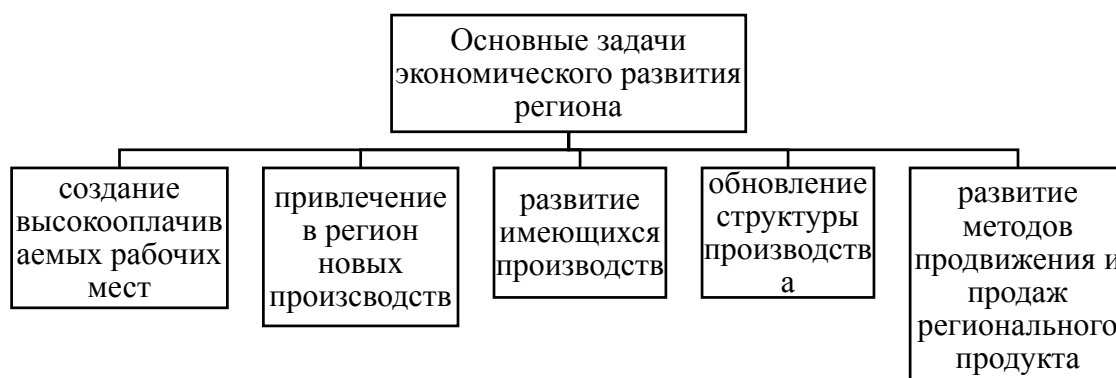 Основные задачи
экономического развития
региона
создание
высокооплачив
аемых рабочих
мест
привлечение
в регион
новых
произсводств
развитие
имеющихся
производств
обновление
структуры
производств
а
развитие
методов
продвижения и
продаж
регионального
продукта